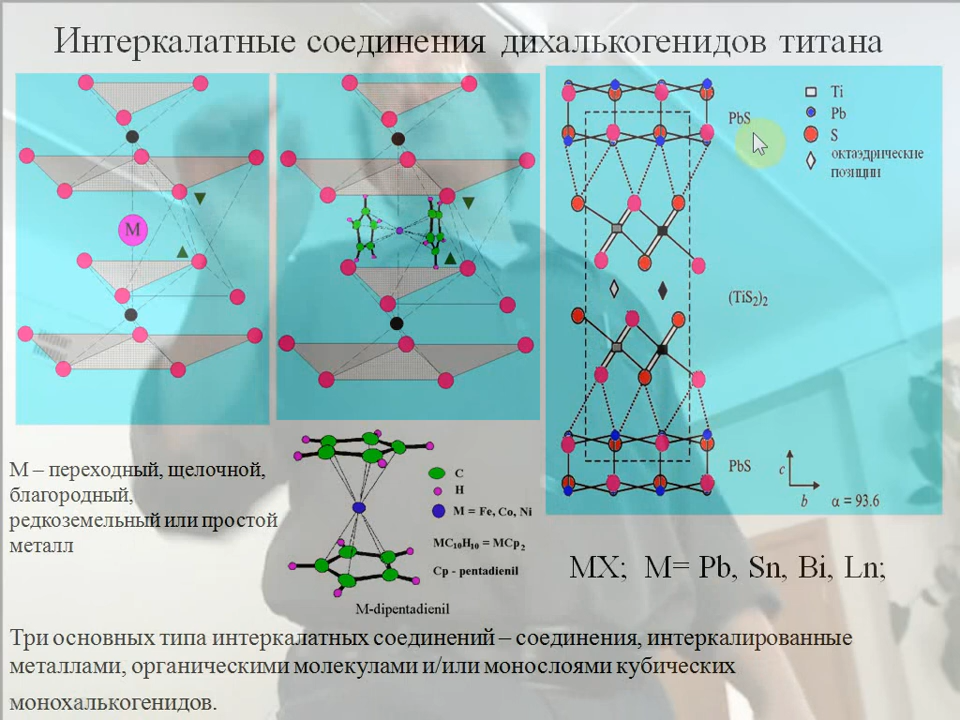 Интеркалатные соединения дихалькогенидов титана
M
PbS
Ti
Pb
S
октаэдрические
позиции
(TiS2)2
PbS
c
b
α = 93.6
М – переходный, щелочной,
благородный,
редкоземельный или простой
металл
C
H
M = Fe, Co, Ni
MC10H10 = MCp2
Cp - pentadienil
M-dipentadienil
MX; M= Pb, Sn, Bi, Ln;
Три основных типа интеркалатных соединений – соединения, интеркалированные
металлами, органическими молекулами и/или монослоями кубических
монохалькогенидов.